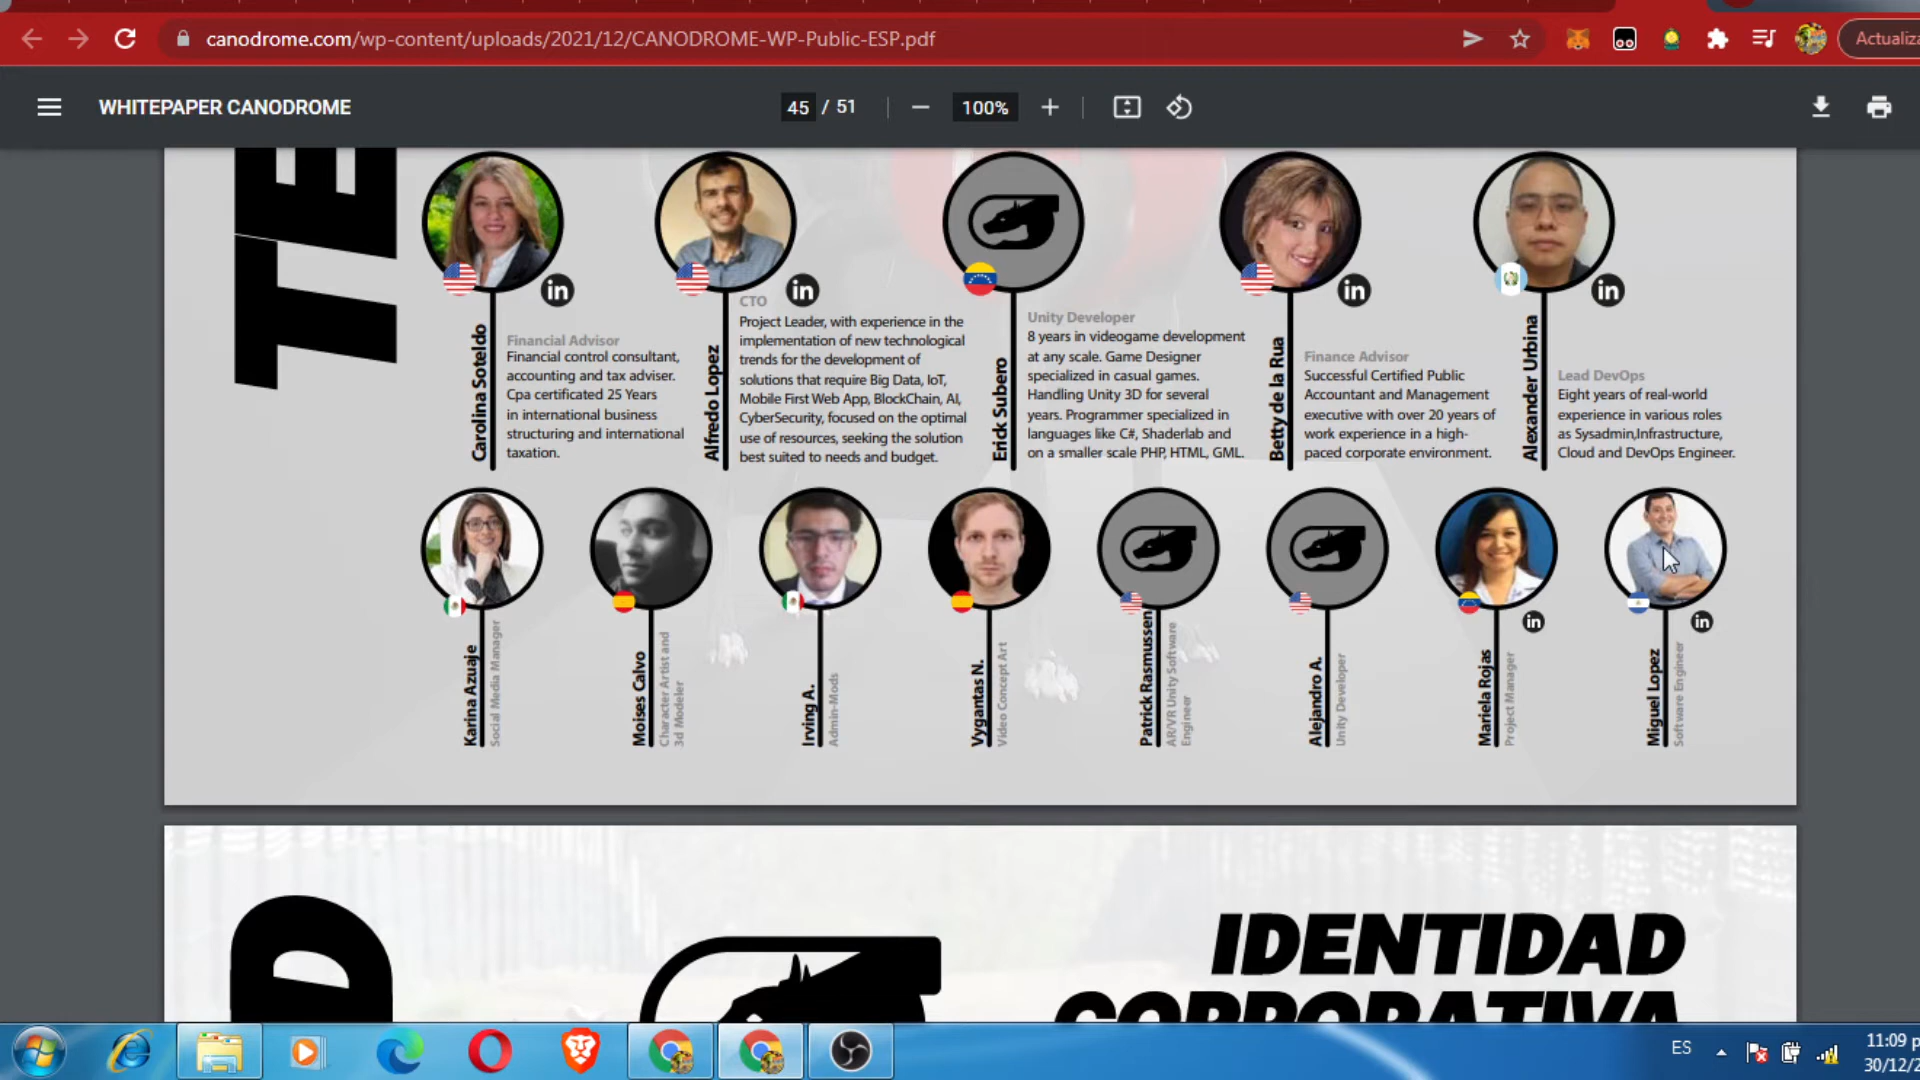 canodrome.com/wp-content/uploads/2021/12/CANODROME-WP-Public-ESP.pdf
Actualiza
WHITEPAPER CANODROME
45 / 51
100%
TE
Carolina Soteldo
Financial Advisor
Financial control consultant,
accounting and tax adviser.
Cpa certificated 25 Years
in international business
structuring and international
taxation.
Alfredo Lopez
CTO
Project Leader, with experience in the
implementation of new technological
trends for the development of
solutions that require Big Data, IoT,
Mobile First Web App, BlockChain, AI,
CyberSecurity, focused on the optimal
use of resources, seeking the solution
best suited to needs and budget.
Erick Subero
Unity Developer
8 years in videogame development
at any scale. Game Designer
specialized in casual games.
Handling Unity 3D for several
years. Programmer specialized in
languages like C#, Shaderlab and
on a smaller scale PHP, HTML, GML.
Betty de la Rua
Finance Advisor
Successful Certified Public
Accountant and Management
executive with over 20 years of
work experience in a high-
paced corporate environment.
Alexander Urbina
Lead DevOps
Eight years of real-world
experience in various roles
as Sysadmin,Infrastructure,
Cloud and DevOps Engineer.
in
in
in
in
Karina Azuaje
Social Media Manager
Moises Calvo
Character Artist and
3d Modeler
Irving A.
Admin-Mods
Vygantas N.
Video Concept Art
Patrick Rasmussen
AR/VR Unity Software
Engineer
Alejandro A.
Unity Developer
Mariela Rojas
Project Manager
Miguel Lopez
Software Engineer
in
in
D
IDENTIDAD
CORPORATIVA
ES
11:09 p
30/12/2